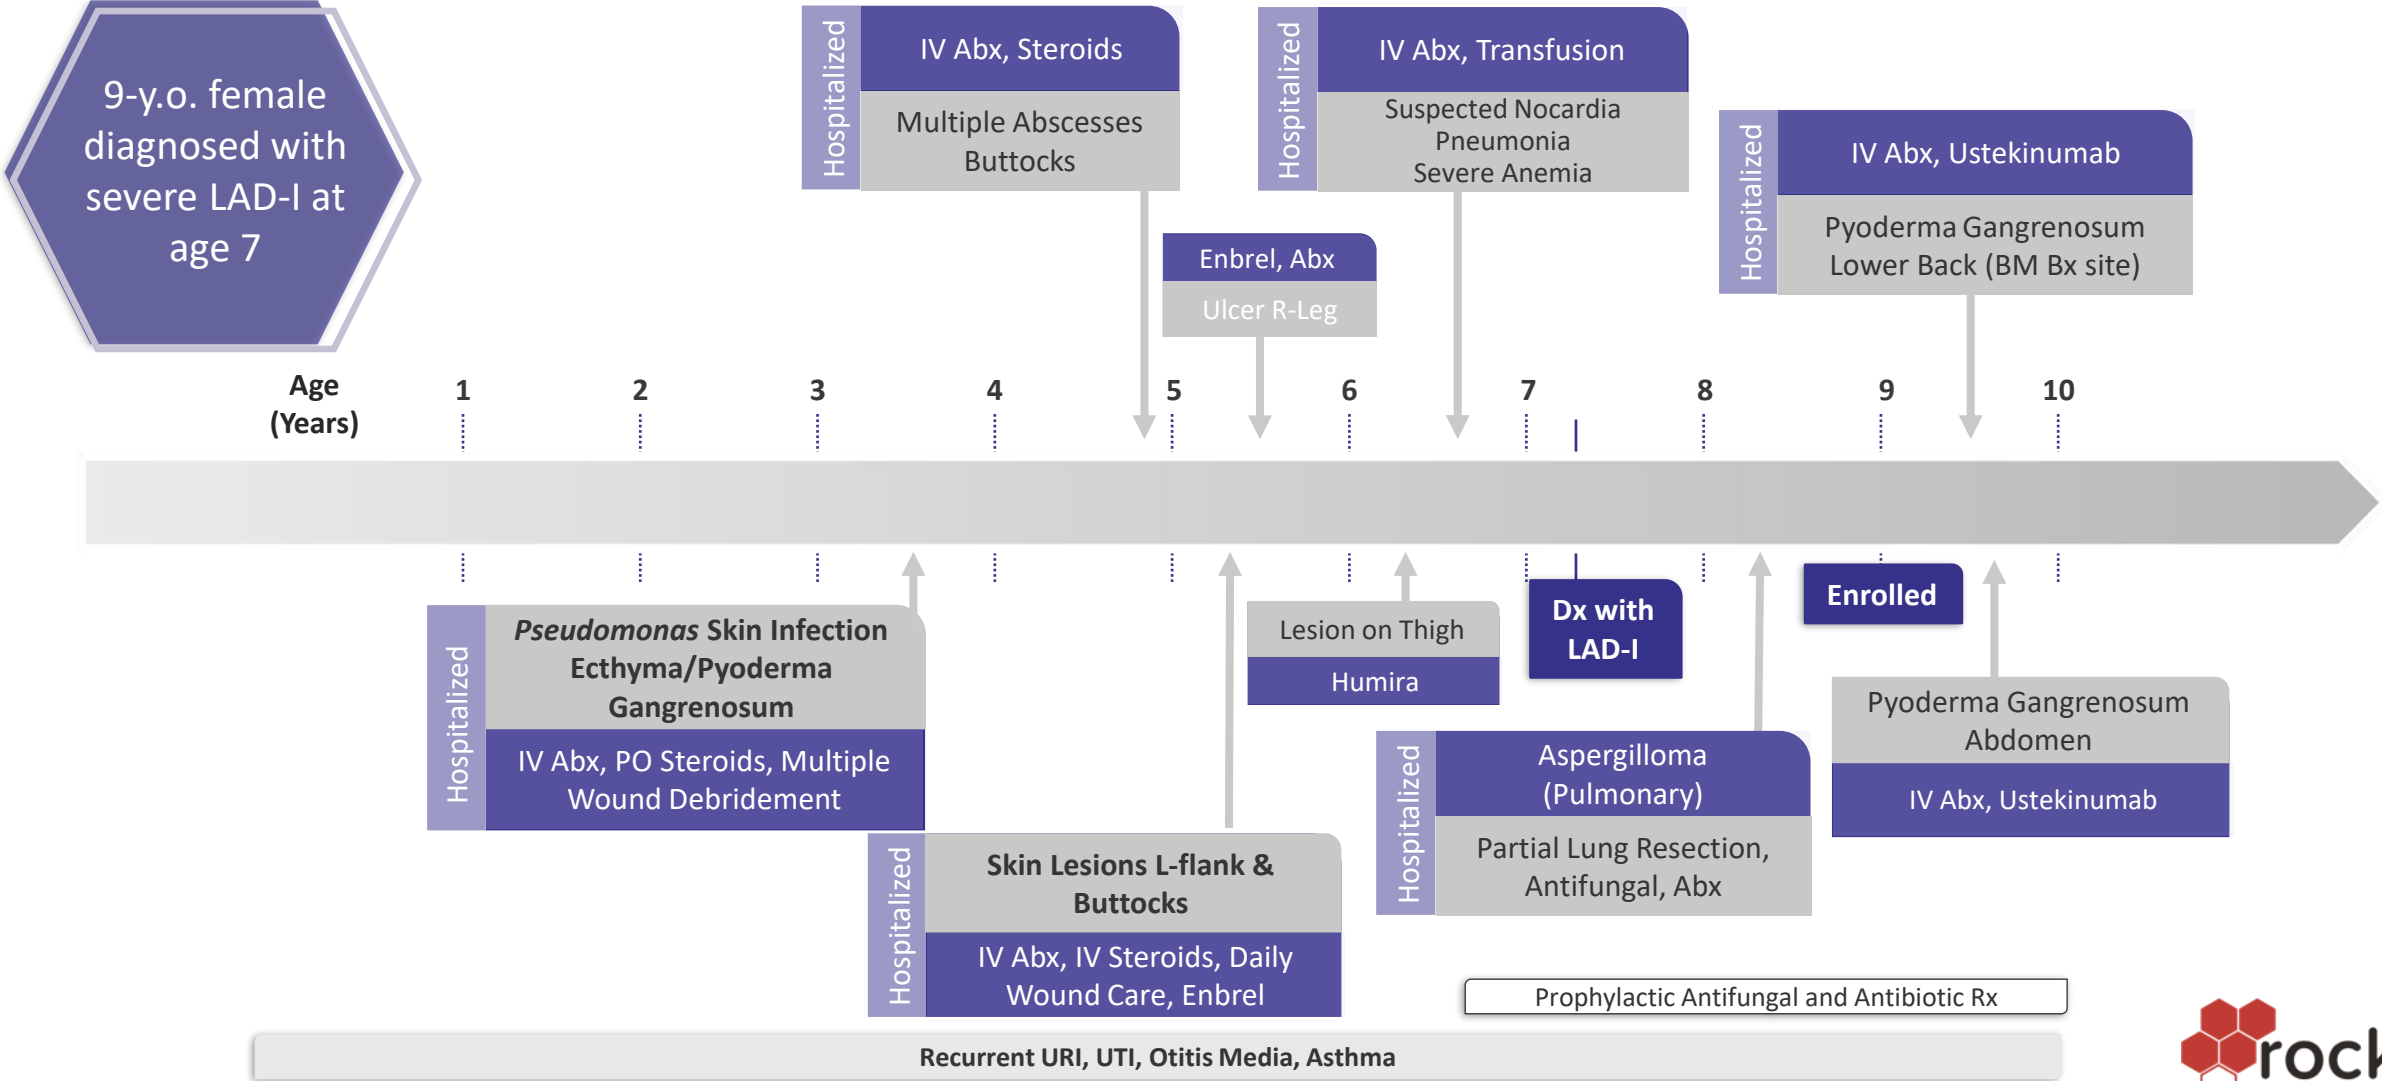 9-y.o. female
diagnosed with
severe LAD-I at
age 7
Hospitalized
IV Abx, Steroids
Multiple Abscesses
Buttocks
Hospitalized
IV Abx, Transfusion
Suspected Nocardia
Pneumonia
Severe Anemia
Enbrel, Abx
Ulcer R-Leg
Hospitalized
IV Abx, Ustekinumab
Pyoderma Gangrenosum
Lower Back (BM Bx site)
Age
(Years)
1 2 3 4 5 6 7 8 9 10
Hospitalized
Pseudomonas Skin Infection
Ecthyma/Pyoderma
Gangrenosum
IV Abx, PO Steroids, Multiple
Wound Debridement
Hospitalized
Skin Lesions L-flank &
Buttocks
IV Abx, IV Steroids, Daily
Wound Care, Enbrel
Lesion on Thigh
Humira
Dx with
LAD-I
Hospitalized
Aspergilloma
(Pulmonary)
Partial Lung Resection,
Antifungal, Abx
Enrolled
Pyoderma Gangrenosum
Abdomen
IV Abx, Ustekinumab
Prophylactic Antifungal and Antibiotic Rx
Recurrent URI, UTI, Otitis Media, Asthma